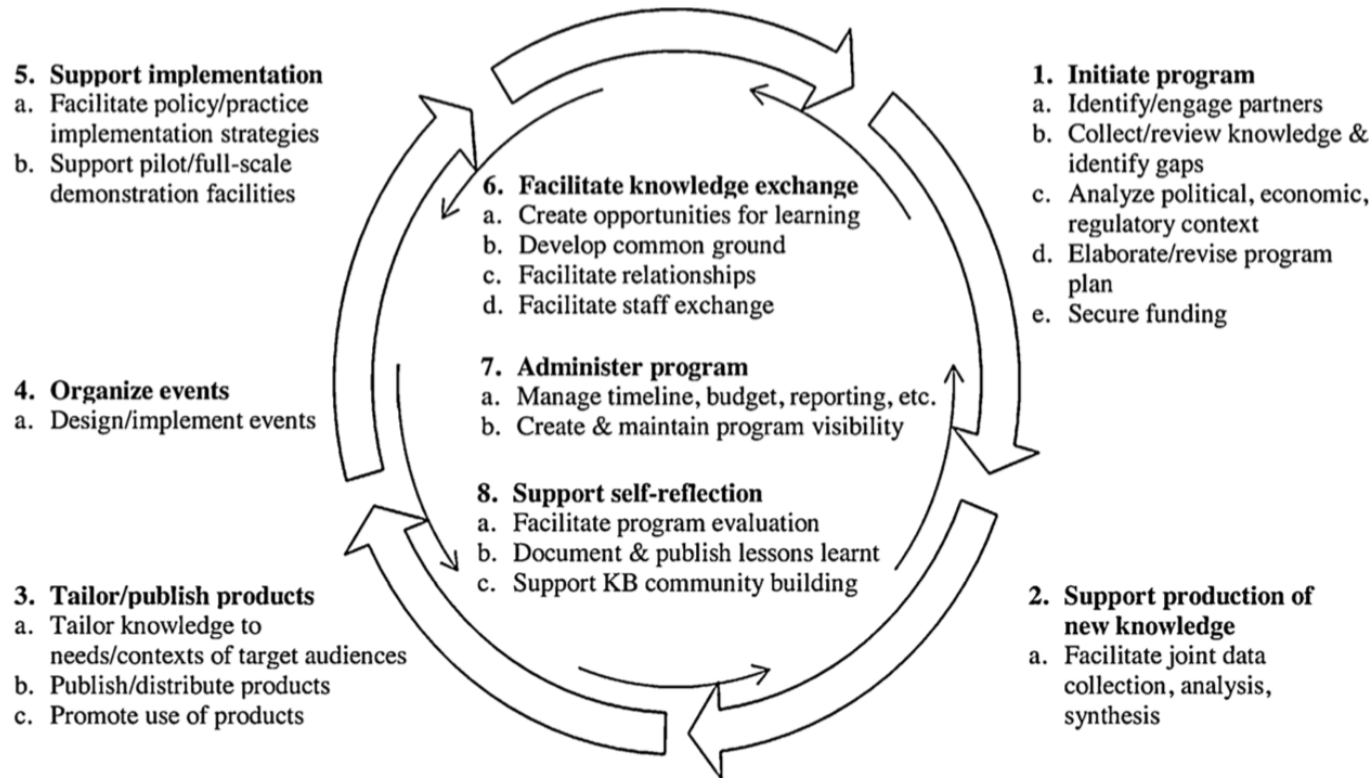 5. Support implementation
a. Facilitate policy/practice
implementation strategies
b. Support pilot/full-scale
demonstration facilities
1. Initiate program
a. Identify/engage partners
b. Collect/review knowledge &
identify gaps
c. Analyze political, economic,
regulatory context
d. Elaborate/revise program
plan
e. Secure funding
6. Facilitate knowledge exchange
a. Create opportunities for learning
b. Develop common ground
c. Facilitate relationships
d. Facilitate staff exchange
7. Administer program
a. Manage timeline, budget, reporting, etc.
b. Create & maintain program visibility
4. Organize events
a. Design/implement events
8. Support self-reflection
a. Facilitate program evaluation
b. Document & publish lessons learnt
c. Support KB community building
3. Tailor/publish products
a. Tailor knowledge to
needs/contexts of target audiences
b. Publish/distribute products
c. Promote use of products
2. Support production of
new knowledge
a. Facilitate joint data
collection, analysis,
synthesis